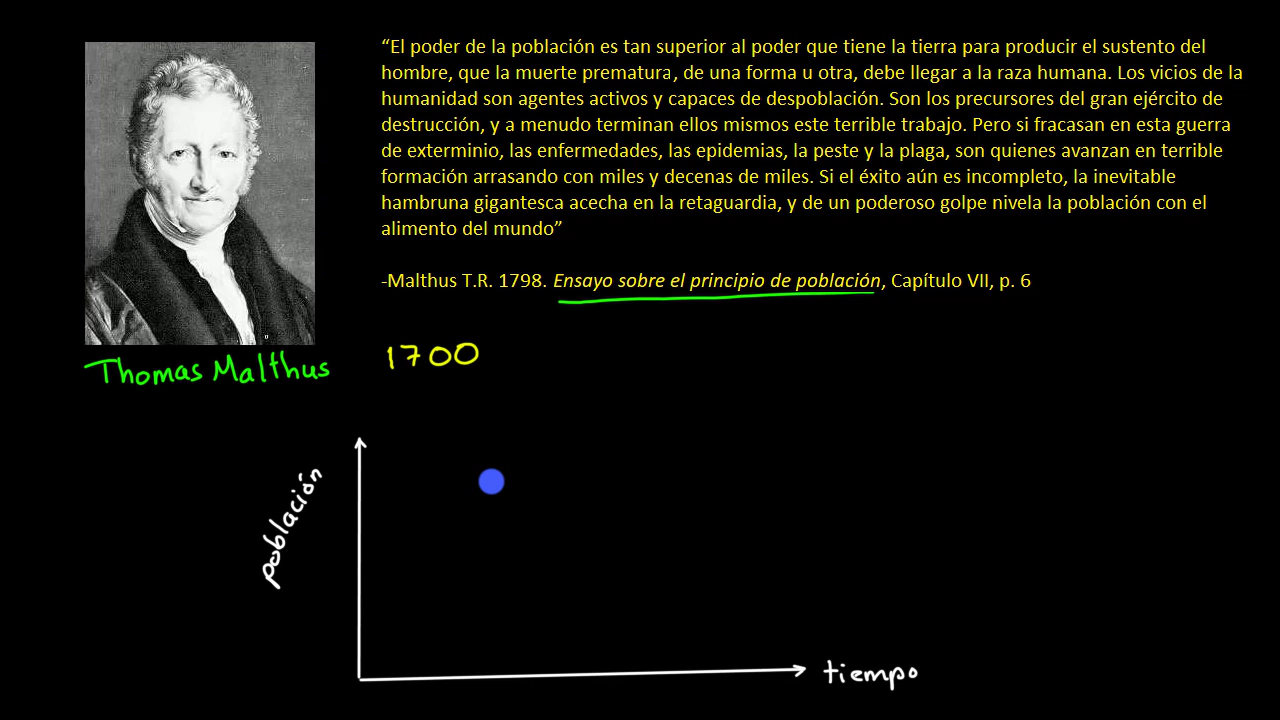 “El poder de la población es tan superior al poder que tiene la tierra para producir el sustento del
hombre, que la muerte prematura, de una forma u otra, debe llegar a la raza humana. Los vicios de la
humanidad son agentes activos y capaces de despoblación. Son los precursores del gran ejército de
destrucción, y a menudo terminan ellos mismos este terrible trabajo. Pero si fracasan en esta guerra
de exterminio, las enfermedades, las epidemias, la peste y la plaga, son quienes avanzan en terrible
formación arrasando con miles y decenas de miles. Si el éxito aún es incompleto, la inevitable
hambruna gigantesca acecha en la retaguardia, y de un poderoso golpe nivela la población con el
alimento del mundo”
-Malthus T.R. 1798. Ensayo sobre el principio de población, Capítulo VII, p. 6
Thomas Malthus
1700
población
tiempo